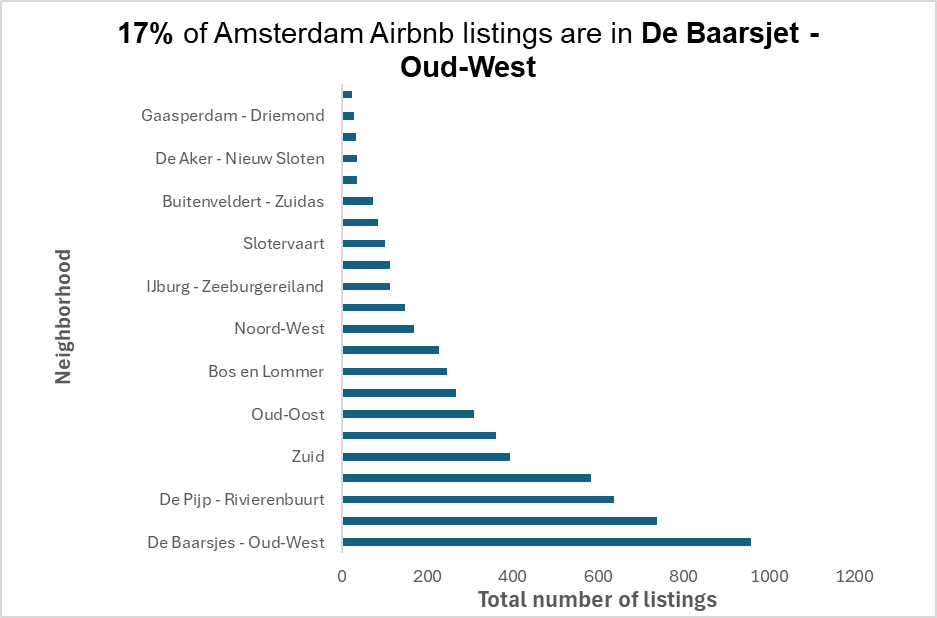 17% of Amsterdam Airbnb listings are in De Baarsjet -
Oud-West
Gaasperdam - Driemond
De Aker - Nieuw Sloten
Buitenveldert - Zuidas
Slotervaart
IJburg - Zeeburgereiland
Noord-West
Bos en Lommer
Oud-Oost
Zuid
De Pijp - Rivierenbuurt
De Baarsjes - Oud-West
Neighborhood
0 200 400 600 800 1000 1200
Total number of listings